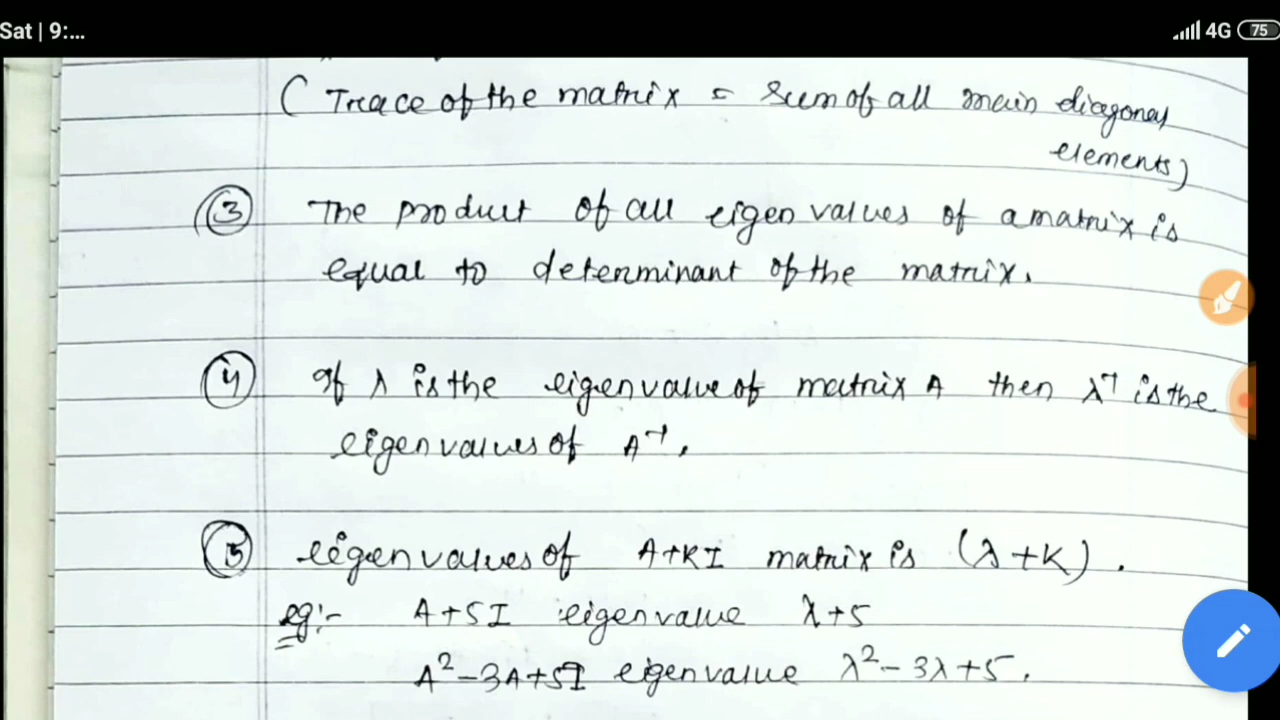 Sat | 9:...
4G 75
( Trace of the matrix = Sum of all main diagonal
elements)
3 The product of all eigen values of a matrix is
equal to determinant of the matrix.
4 If λ is the eigenvalue of matrix A then λ⁻¹ is the
eigenvalues of A⁻¹.
5 eigenvalues of A+KI matrix is (λ+K).
eg:- A+5I eigenvalue λ+5
A²-3A+5I eigenvalue λ²-3λ+5.